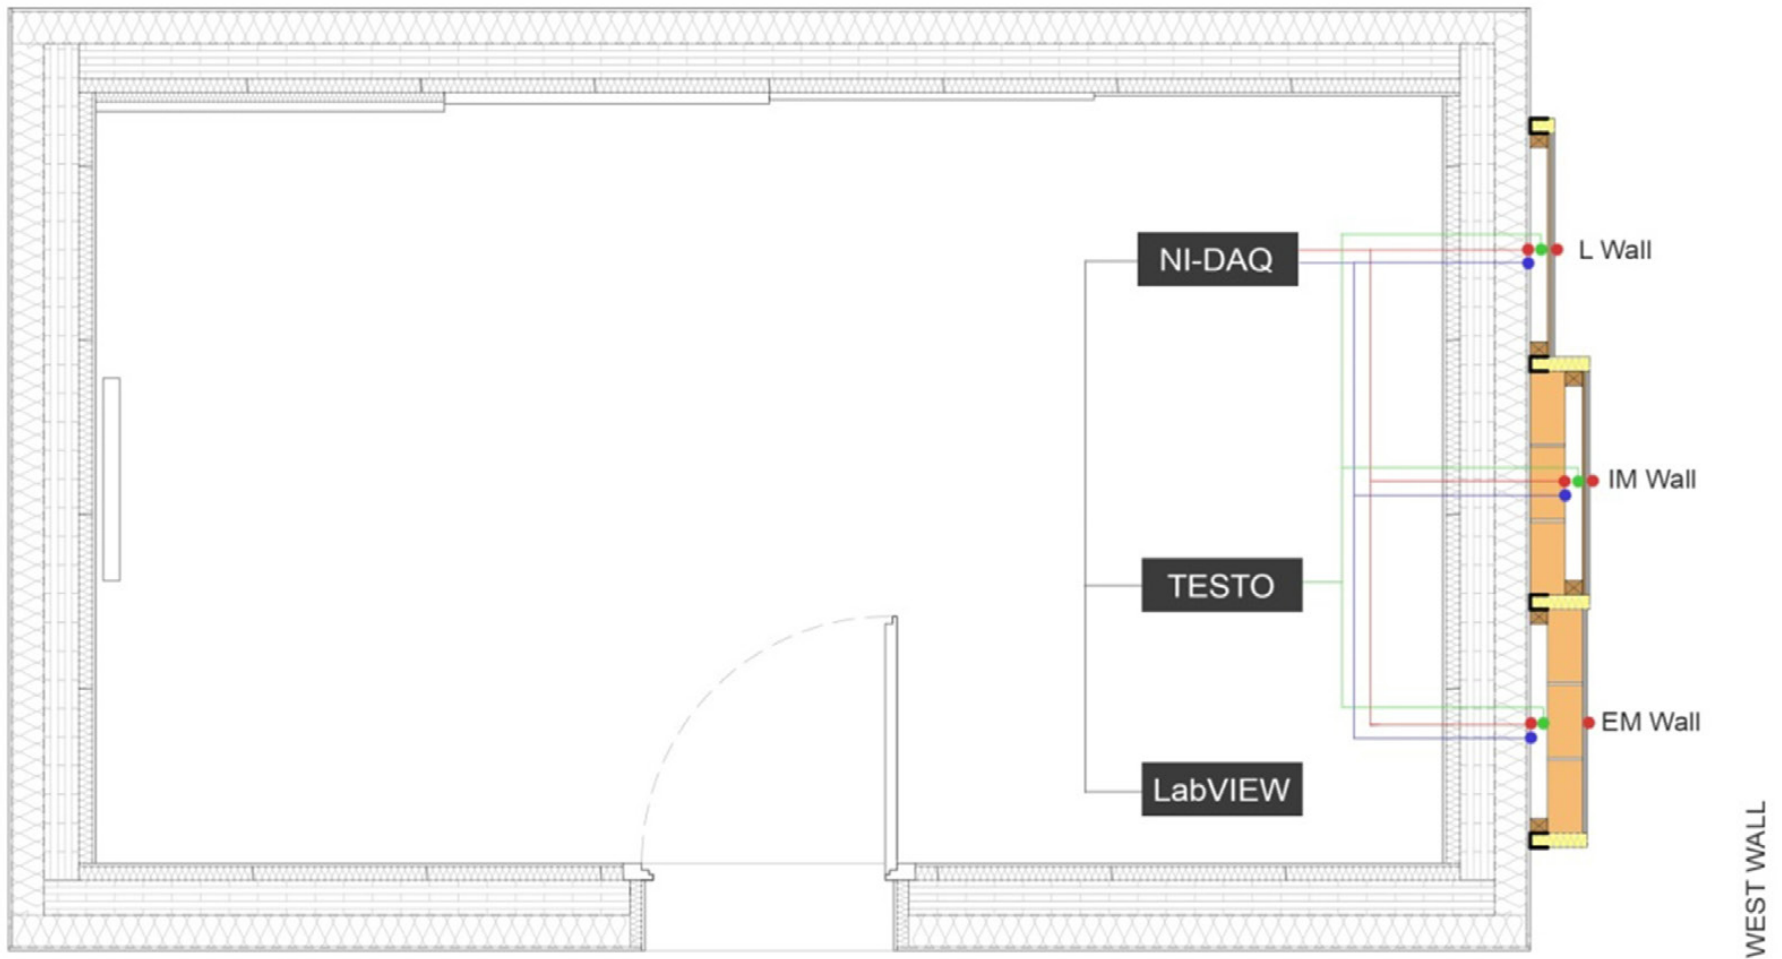 NI-DAQ
L Wall
IM Wall
TESTO
EM Wall
LabVIEW
WEST WALL